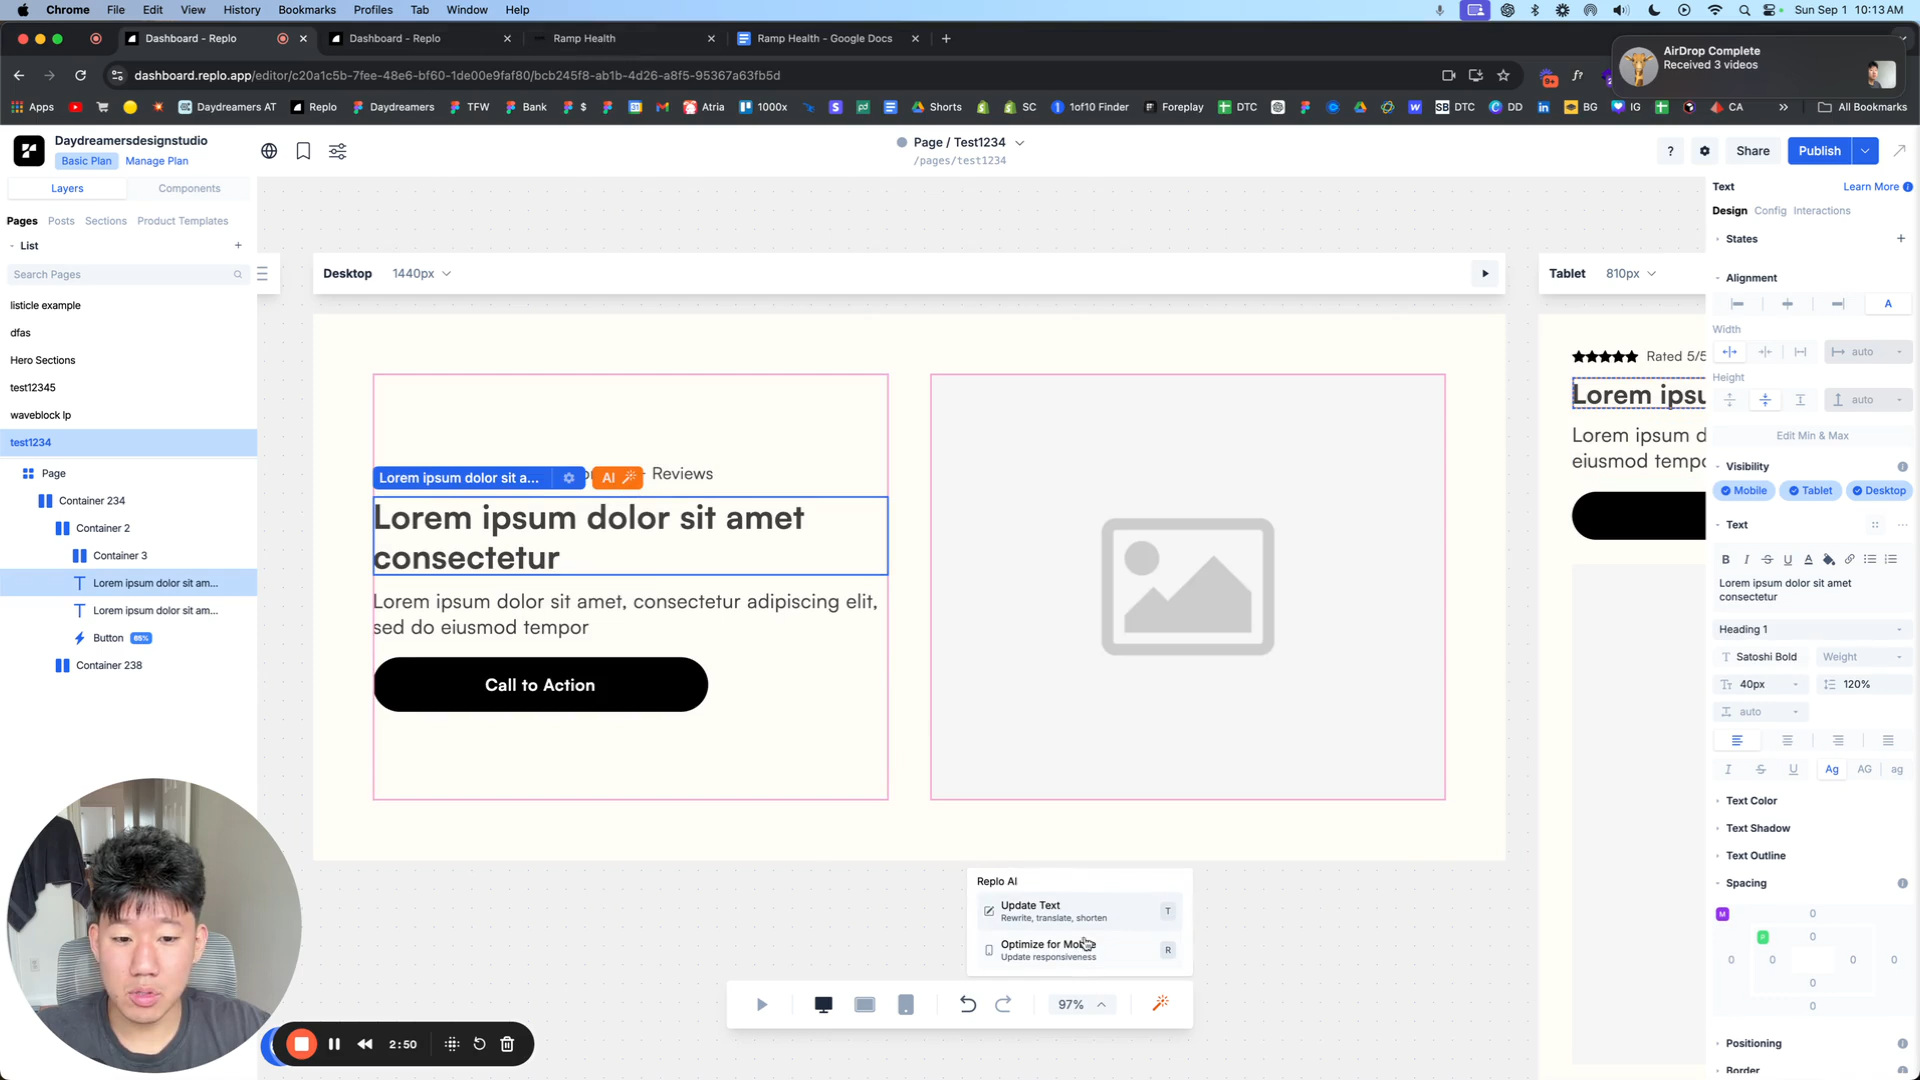 Chrome File Edit View History Bookmarks Profiles Tab Window Help
Sun Sep 1 10:13 AM
Dashboard - Replo
Dashboard - Replo
Ramp Health
Ramp Health - Google Docs
dashboard.replo.app/editor/c20a1c5b-7fee-48e6-bf60-1de00e9faf80/bcb245f8-ab1b-4d26-a8f5-95367a63fb5d
AirDrop Complete
Received 3 videos
Apps
Daydreamers AT
Replo
Daydreamers
TFW
Bank
$
Atria
1000x
Shorts
SC
1of10 Finder
Foreplay
DTC
DTC
DD
BG
IG
CA
All Bookmarks
Daydreamersdesignstudio
Basic Plan Manage Plan
Page / Test1234
/pages/test1234
? Share Publish
Layers Components
Pages Posts Sections Product Templates
List
Search Pages
listicle example
dfas
Hero Sections
test12345
waveblock lp
test1234
Page
Container 234
Container 2
Container 3
Lorem ipsum dolor sit am...
Lorem ipsum dolor sit am...
Button 85%
Container 238
Desktop 1440px
Tablet 810px
Reviews
Lorem ipsum dolor sit a...
AI
Lorem ipsum dolor sit amet
consectetur
Lorem ipsum dolor sit amet, consectetur adipiscing elit,
sed do eiusmod tempor
Call to Action
Rated 5/5
Lorem ipsu
Lorem ipsum d
eiusmod tempo
Replo AI
Update Text
Rewrite, translate, shorten
T
Optimize for Mobile
Update responsiveness
R
97%
2:50
Text Learn More
Design Config Interactions
States
Alignment
A
Width
auto
Height
auto
Edit Min & Max
Visibility
Mobile Tablet Desktop
Text
B I S U A
Lorem ipsum dolor sit amet
consectetur
Heading 1
Satoshi Bold Weight
40px 120%
auto
I S U Ag AG ag
Text Color
Text Shadow
Text Outline
Spacing
M 0
P 0
0 0 0 0
0
0
Positioning
Border